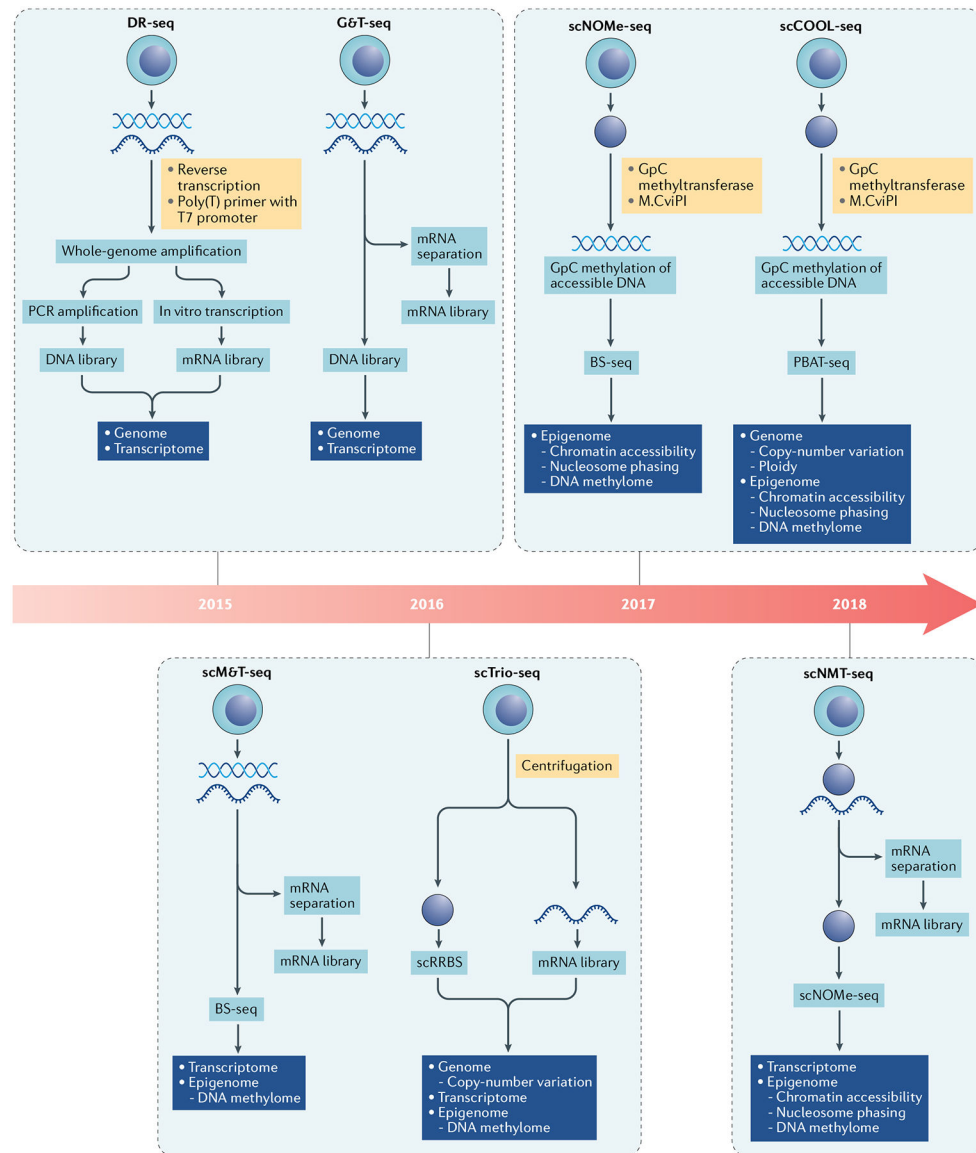 DR-seq
• Reverse
transcription
• Poly(T) primer with
T7 promoter
Whole-genome amplification
PCR amplification
In vitro transcription
DNA library
mRNA library
• Genome
• Transcriptome
G&T-seq
mRNA
separation
mRNA library
DNA library
• Genome
• Transcriptome
scNOMe-seq
• GpC
methyltransferase
• M.CviPI
GpC methylation of
accessible DNA
BS-seq
• Epigenome
- Chromatin accessibility
- Nucleosome phasing
- DNA methylome
scCOOL-seq
• GpC
methyltransferase
• M.CviPI
GpC methylation of
accessible DNA
PBAT-seq
• Genome
- Copy-number variation
- Ploidy
• Epigenome
- Chromatin accessibility
- Nucleosome phasing
- DNA methylome
2015
2016
2017
2018
scM&T-seq
mRNA
separation
mRNA library
BS-seq
• Transcriptome
• Epigenome
- DNA methylome
scTrio-seq
Centrifugation
scRRBS
mRNA library
• Genome
- Copy-number variation
• Transcriptome
• Epigenome
- DNA methylome
scNMT-seq
mRNA
separation
mRNA library
scNOMe-seq
• Transcriptome
• Epigenome
- Chromatin accessibility
- Nucleosome phasing
- DNA methylome